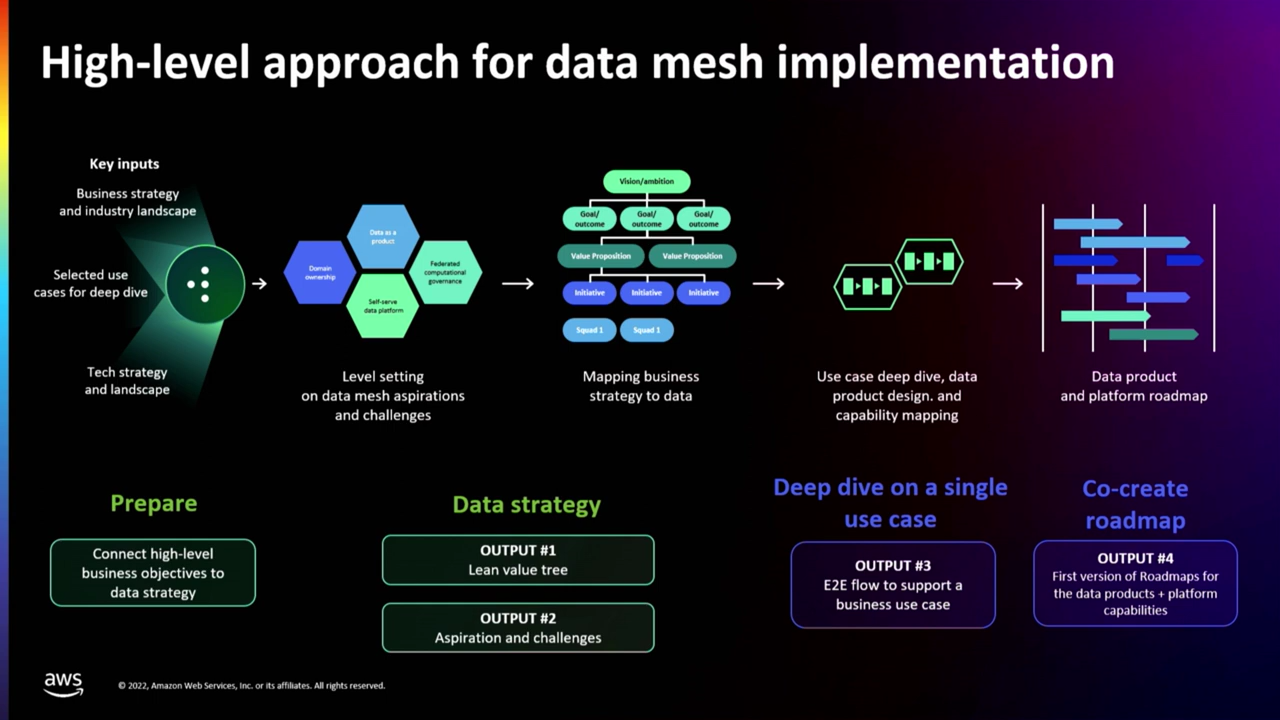 High-level approach for data mesh implementation
Key inputs
Business strategy
and industry landscape
Selected use
cases for deep dive
Tech strategy
and landscape
Data as a
product
Domain
ownership
Federated
computational
governance
Self-serve
data platform
Level setting
on data mesh aspirations
and challenges
Vision/ambition
Goal/
outcome
Goal/
outcome
Goal/
outcome
Value Proposition
Value Proposition
Initiative
Initiative
Initiative
Squad 1
Squad 1
Mapping business
strategy to data
Use case deep dive, data
product design. and
capability mapping
Data product
and platform roadmap
Prepare
Connect high-level
business objectives to
data strategy
Data strategy
OUTPUT #1
Lean value tree
OUTPUT #2
Aspiration and challenges
Deep dive on a single
use case
OUTPUT #3
E2E flow to support a
business use case
Co-create
roadmap
OUTPUT #4
First version of Roadmaps for
the data products + platform
capabilities
aws
© 2022, Amazon Web Services, Inc. or its affiliates. All rights reserved.